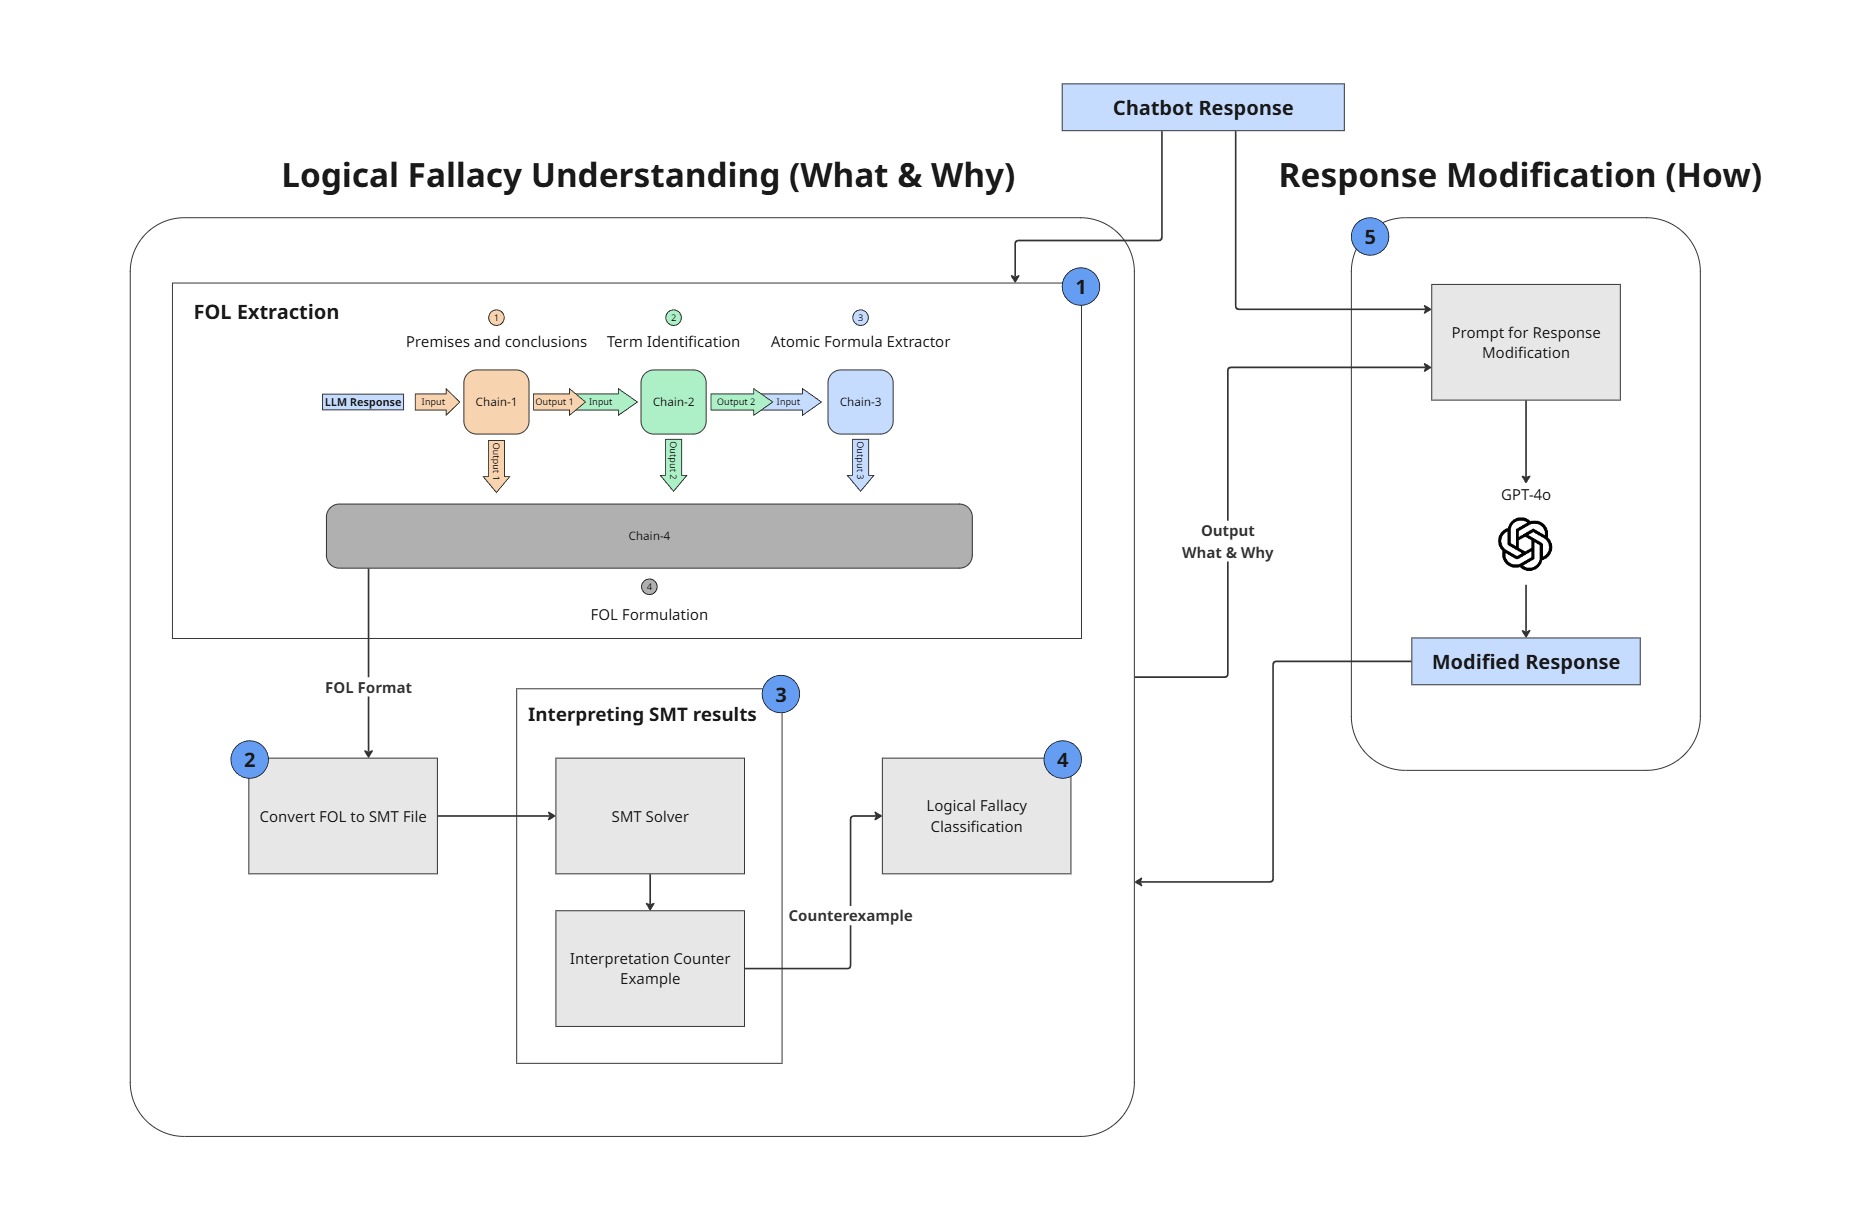 Chatbot Response
Logical Fallacy Understanding (What & Why)
Response Modification (How)
1
FOL Extraction
1
2
3
Premises and conclusions
Term Identification
Atomic Formula Extractor
LLM Response
Input
Chain-1
Output 1
Input
Chain-2
Output 2
Input
Chain-3
Output 1
Output 2
Output 3
Chain-4
4
FOL Formulation
FOL Format
2
Convert FOL to SMT File
3
Interpreting SMT results
SMT Solver
Interpretation Counter
Example
Counterexample
4
Logical Fallacy
Classification
Output
What & Why
5
Prompt for Response
Modification
GPT-4o
Modified Response